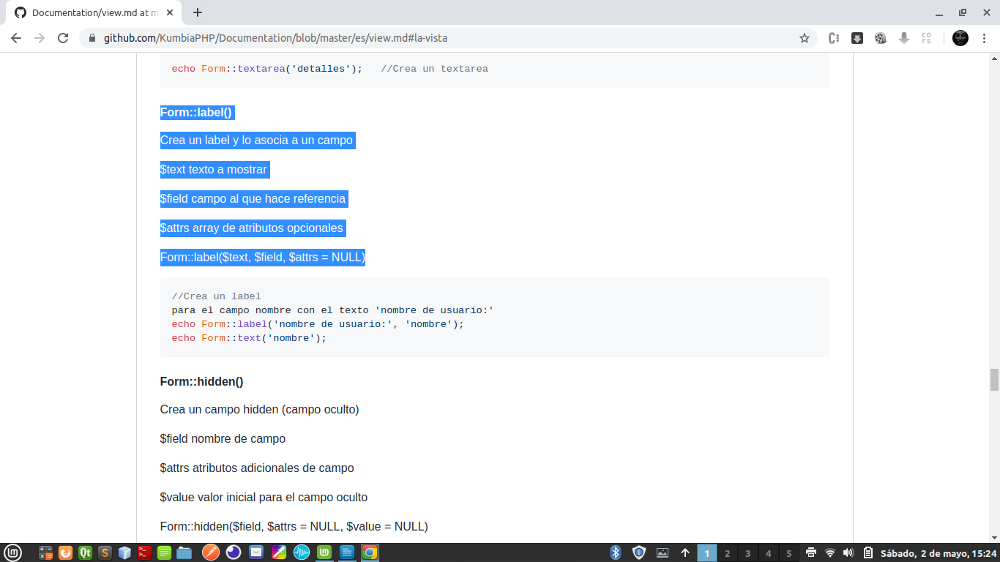 Documentation/view.md at m
github.com/KumbiaPHP/Documentation/blob/master/es/view.md#la-vista
echo Form::textarea('detalles');   //Crea un textarea
Form::label()
Crea un label y lo asocia a un campo
$text texto a mostrar
$field campo al que hace referencia
$attrs array de atributos opcionales
Form::label($text, $field, $attrs = NULL)
//Crea un label
para el campo nombre con el texto 'nombre de usuario:'
echo Form::label('nombre de usuario:', 'nombre');
echo Form::text('nombre');
Form::hidden()
Crea un campo hidden (campo oculto)
$field nombre de campo
$attrs atributos adicionales de campo
$value valor inicial para el campo oculto
Form::hidden($field, $attrs = NULL, $value = NULL)
1 2 3 4 5 Sábado, 2 de mayo, 15:24